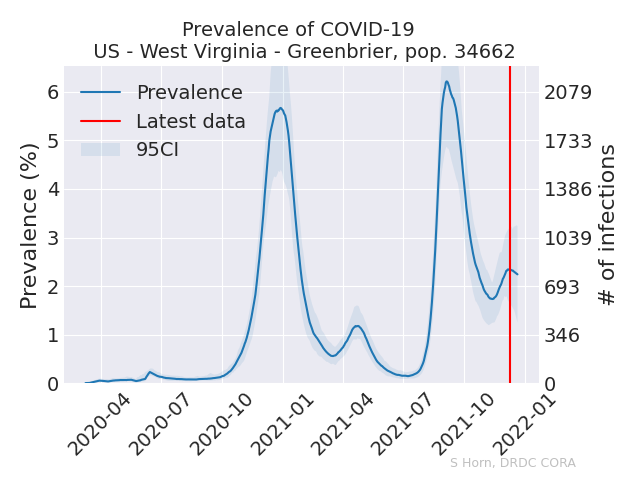 Prevalence of COVID-19
US - West Virginia - Greenbrier, pop. 34662
Prevalence
Latest data
95CI
Prevalence (%)
6
5
4
3
2
1
0
2079
1733
1386
1039
693
346
0
# of infections
2020-04
2020-07
2020-10
2021-01
2021-04
2021-07
2021-10
2022-01
S Horn, DRDC CORA